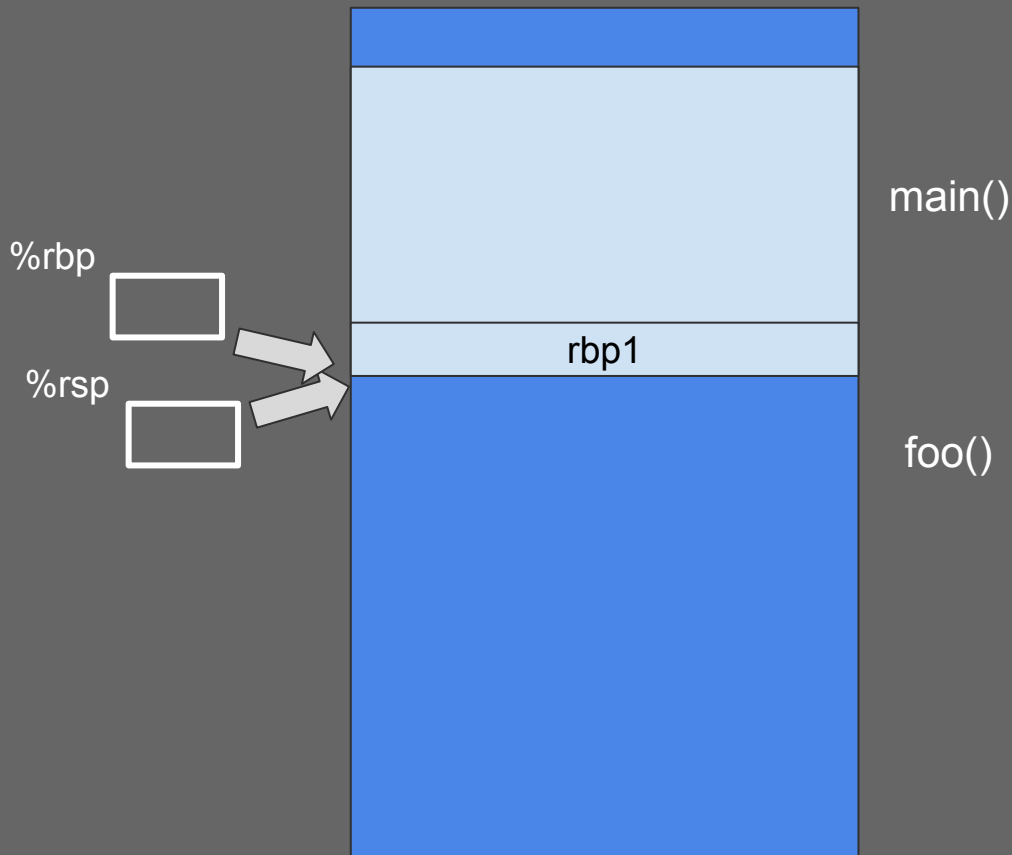 main()
%rbp
rbp1
%rsp
foo()